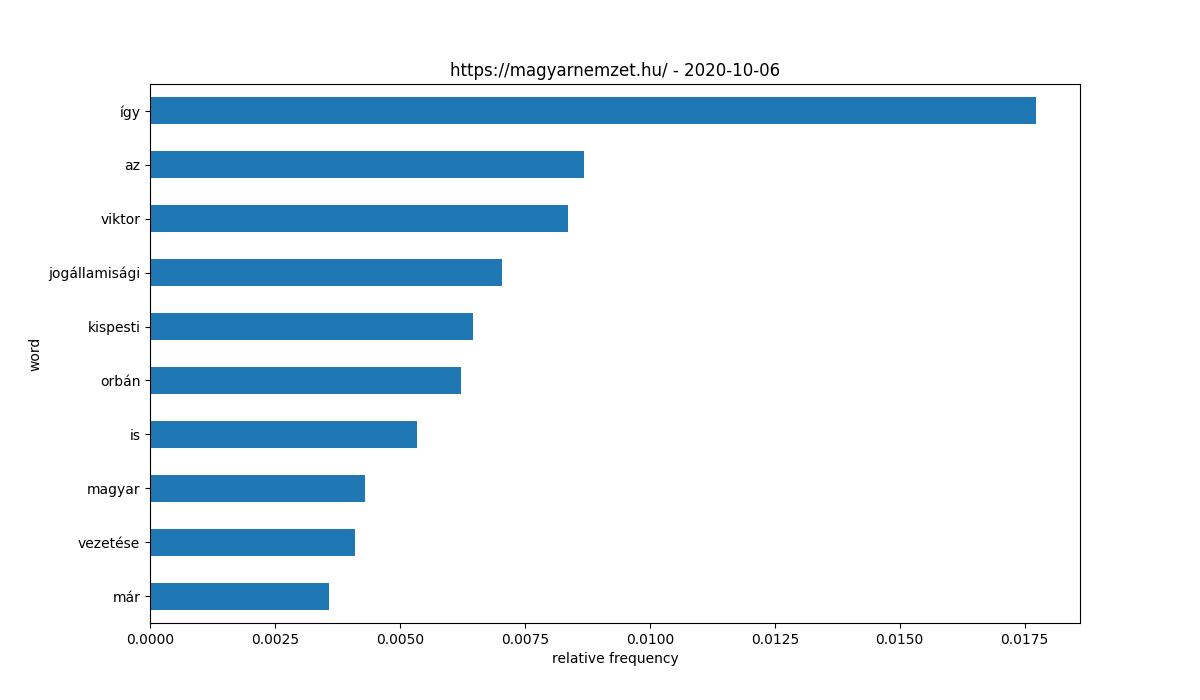 https://magyarnemzet.hu/ - 2020-10-06
így
az
viktor
jogállamisági
kispesti
orbán
is
magyar
vezetése
már
word
0.0000 0.0025 0.0050 0.0075 0.0100 0.0125 0.0150 0.0175
relative frequency